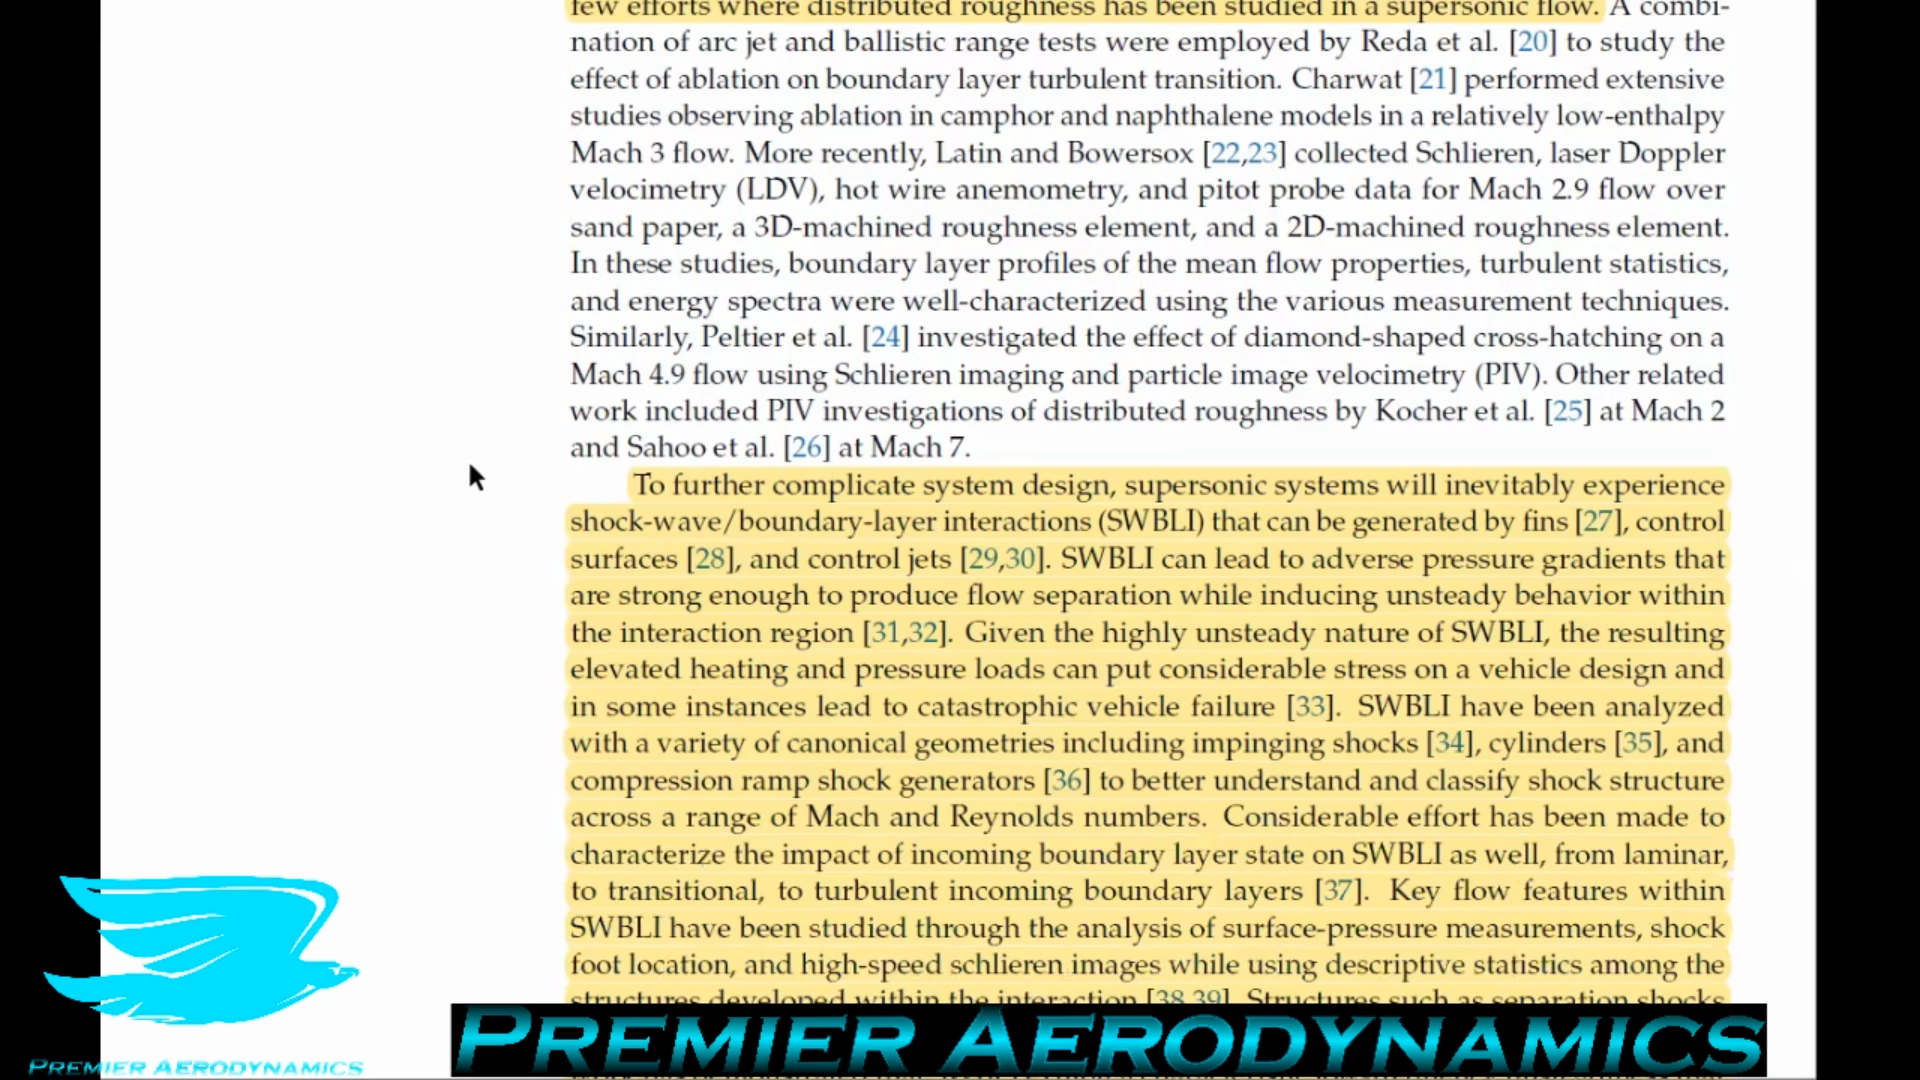 few efforts where distributed roughness has been studied in a supersonic flow. A combi-
nation of arc jet and ballistic range tests were employed by Reda et al. [20] to study the
effect of ablation on boundary layer turbulent transition. Charwat [21] performed extensive
studies observing ablation in camphor and naphthalene models in a relatively low-enthalpy
Mach 3 flow. More recently, Latin and Bowersox [22,23] collected Schlieren, laser Doppler
velocimetry (LDV), hot wire anemometry, and pitot probe data for Mach 2.9 flow over
sand paper, a 3D-machined roughness element, and a 2D-machined roughness element.
In these studies, boundary layer profiles of the mean flow properties, turbulent statistics,
and energy spectra were well-characterized using the various measurement techniques.
Similarly, Peltier et al. [24] investigated the effect of diamond-shaped cross-hatching on a
Mach 4.9 flow using Schlieren imaging and particle image velocimetry (PIV). Other related
work included PIV investigations of distributed roughness by Kocher et al. [25] at Mach 2
and Sahoo et al. [26] at Mach 7.
To further complicate system design, supersonic systems will inevitably experience
shock-wave/boundary-layer interactions (SWBLI) that can be generated by fins [27], control
surfaces [28], and control jets [29,30]. SWBLI can lead to adverse pressure gradients that
are strong enough to produce flow separation while inducing unsteady behavior within
the interaction region [31,32]. Given the highly unsteady nature of SWBLI, the resulting
elevated heating and pressure loads can put considerable stress on a vehicle design and
in some instances lead to catastrophic vehicle failure [33]. SWBLI have been analyzed
with a variety of canonical geometries including impinging shocks [34], cylinders [35], and
compression ramp shock generators [36] to better understand and classify shock structure
across a range of Mach and Reynolds numbers. Considerable effort has been made to
characterize the impact of incoming boundary layer state on SWBLI as well, from laminar,
to transitional, to turbulent incoming boundary layers [37]. Key flow features within
SWBLI have been studied through the analysis of surface-pressure measurements, shock
foot location, and high-speed schlieren images while using descriptive statistics among the
structures developed within the interaction [38,39]. Structures such as separation shocks
PREMIER AERODYNAMICS
PREMIER AERODYNAMICS